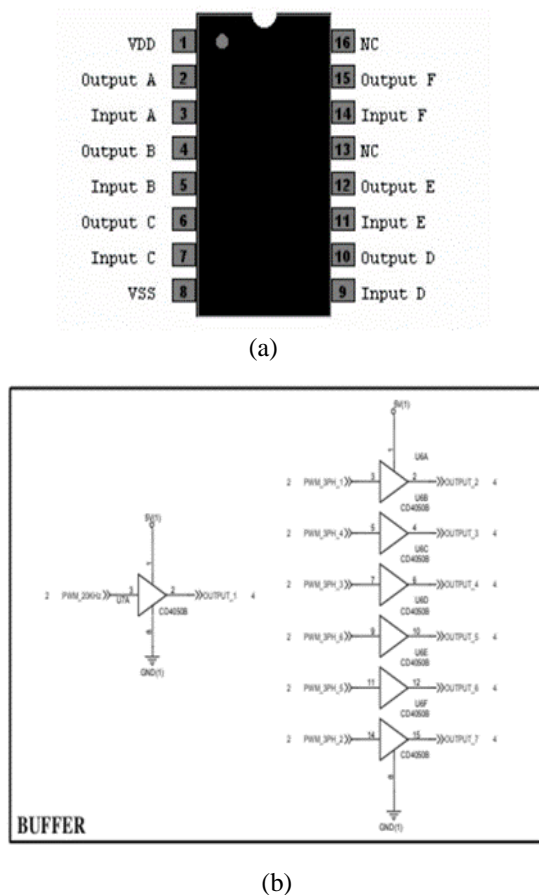 VDD 1 16 NC
Output A 2 15 Output F
Input A 3 14 Input F
Output B 4 13 NC
Input B 5 12 Output E
Output C 6 11 Input E
Input C 7 10 Output D
VSS 8 9 Input D
(a)
5V(1)
1
U6A
2 PWM_3PH_1 3 2 OUTPUT_2 4
U6B
CD4050B
2 PWM_3PH_4 5 4 OUTPUT_3 4
U6C
CD4050B
2 PWM_3PH_3 7 6 OUTPUT_4 4
U6D
CD4050B
2 PWM_3PH_6 9 10 OUTPUT_5 4
U6E
CD4050B
2 PWM_3PH_5 11 12 OUTPUT_6 4
U6F
CD4050B
2 PWM_3PH_2 14 15 OUTPUT_7 4
CD4050B
8
GND(1)
5V(1)
1
2 PWM_20KHz 3 2 OUTPUT_1 4
U7A
CD4050B
8
GND(1)
BUFFER
(b)